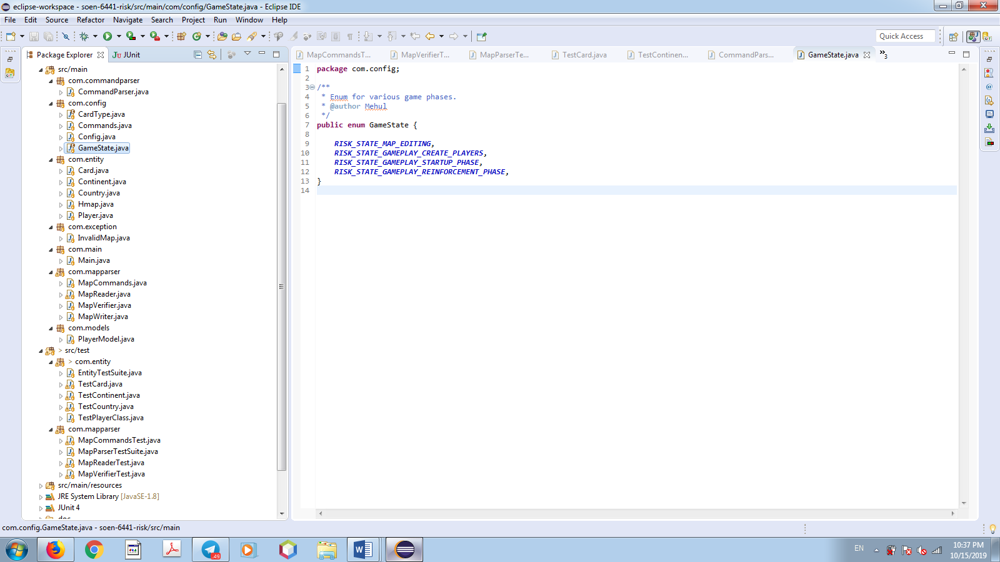 eclipse-workspace - soen-6441-risk/src/main/com/config/GameState.java - Eclipse IDE
File Edit Source Refactor Navigate Search Project Run Window Help
Quick Access
Package Explorer
JUnit
MapCommandsT...
MapVerifierT...
MapParserTe...
TestCard.java
TestContinen...
CommandPars...
GameState.java
»3
src/main
com.commandparser
CommandParser.java
com.config
CardType.java
Commands.java
Config.java
GameState.java
com.entity
Card.java
Continent.java
Country.java
Hmap.java
Player.java
com.exception
InvalidMap.java
com.main
Main.java
com.mapparser
MapCommands.java
MapReader.java
MapVerifier.java
MapWriter.java
com.models
PlayerModel.java
> src/test
> com.entity
EntityTestSuite.java
TestCard.java
TestContinent.java
TestCountry.java
TestPlayerClass.java
com.mapparser
MapCommandsTest.java
MapParserTestSuite.java
MapReaderTest.java
MapVerifierTest.java
src/main/resources
JRE System Library [JavaSE-1.8]
JUnit 4
1 package com.config;
2
3 /**
4 * Enum for various game phases.
5 * @author Mehul
6 */
7 public enum GameState {
8
9 RISK_STATE_MAP_EDITING,
10 RISK_STATE_GAMEPLAY_CREATE_PLAYERS,
11 RISK_STATE_GAMEPLAY_STARTUP_PHASE,
12 RISK_STATE_GAMEPLAY_REINFORCEMENT_PHASE,
13 }
14
com.config.GameState.java - soen-6441-risk/src/main
EN
10:37 PM
10/15/2019